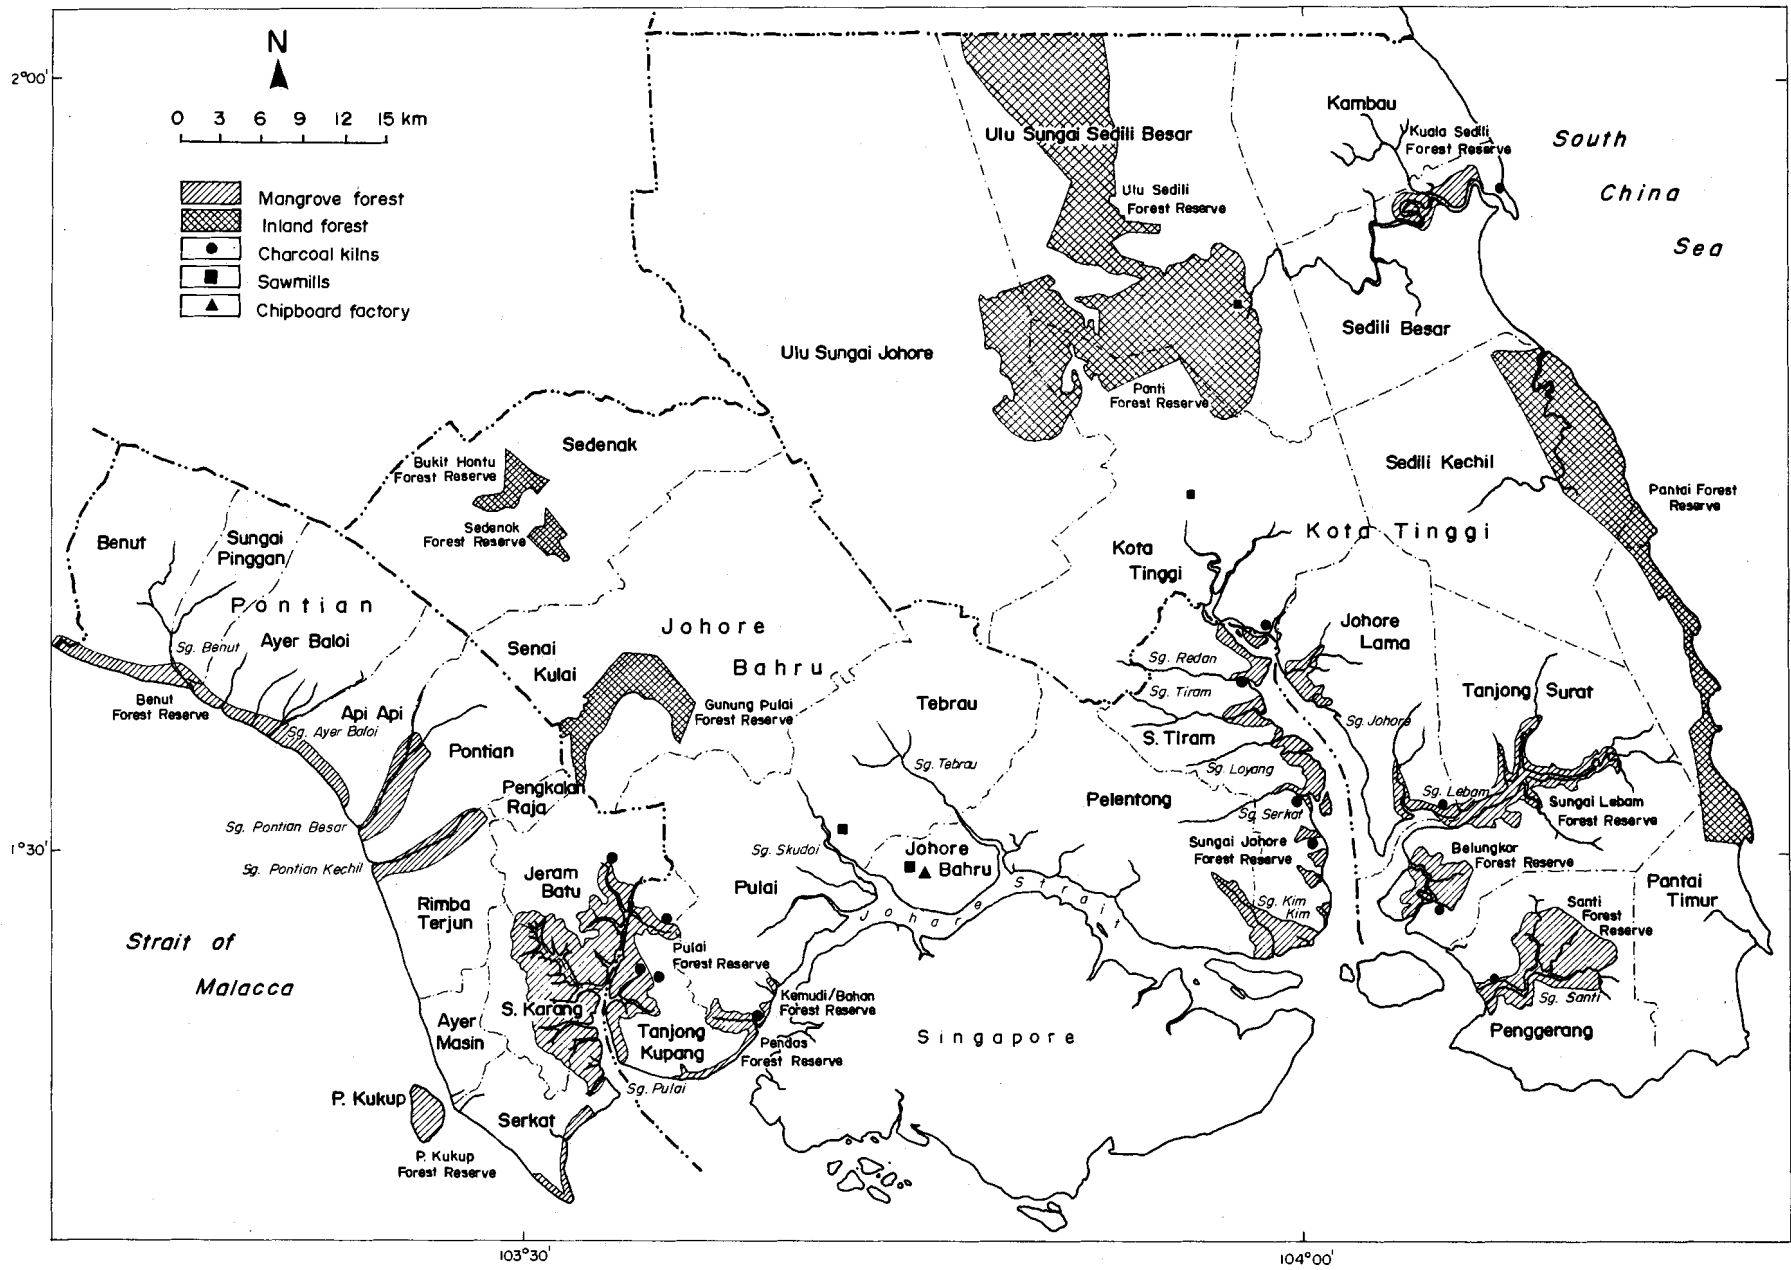 N
2°00'
0 3 6 9 12 15 km
Mangrove forest
Inland forest
Charcoal kilns
Sawmills
Chipboard factory
Kambau
Kuala Sedili
Forest Reserve
South
China
Sea
Ulu Sungai Sedili Besar
Ulu Sedili
Forest Reserve
Sedili Besar
Ulu Sungai Johore
Panti
Forest Reserve
Sedenak
Bukit Hantu
Forest Reserve
Sedenak
Forest Reserve
Sedili Kechil
Pantai Forest
Reserve
Kota Tinggi
Kota
Tinggi
Benut
Sungai
Pinggan
Pontian
Ayer Baloi
Sg. Benut
Benut
Forest Reserve
Sg. Ayer Baloi
Api Api
Pontian
Senai
Kulai
Johore
Bahru
Gunung Pulai
Forest Reserve
Tebrau
Sg. Tebrau
Sg. Redan
Sg. Tiram
S. Tiram
Sg. Loyang
Johore
Lama
Sg. Johore
Tanjong Surat
Pengkalan
Raja
Pelentong
Sg. Serkat
Sg. Lebam
Sungai Lebam
Forest Reserve
Sg. Pontian Besar
1°30'
Sg. Pontian Kechil
Sg. Skudai
Johore
Bahru
Sungai Johore
Forest Reserve
Belungkor
Forest Reserve
Jeram
Batu
Pulai
Johore Strait
Sg. Kim
Kim
Pantai
Timur
Rimba
Terjun
Santi
Forest
Reserve
Strait of
Malacca
Pulai
Forest Reserve
Kemudi/Bahan
Forest Reserve
S. Karang
Sg. Santi
Ayer
Masin
Tanjong
Kupang
Pendas
Forest Reserve
Singapore
Penggerang
Sg. Pulai
P. Kukup
Serkat
P. Kukup
Forest Reserve
103°30'
104°00'